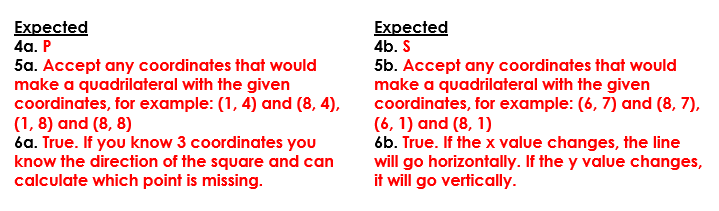 Expected
4a. P
5a. Accept any coordinates that would
make a quadrilateral with the given
coordinates, for example: (1, 4) and (8, 4),
(1, 8) and (8, 8)
6a. True. If you know 3 coordinates you
know the direction of the square and can
calculate which point is missing.
Expected
4b. S
5b. Accept any coordinates that would
make a quadrilateral with the given
coordinates, for example: (6, 7) and (8, 7),
(6, 1) and (8, 1)
6b. True. If the x value changes, the line
will go horizontally. If the y value changes,
it will go vertically.